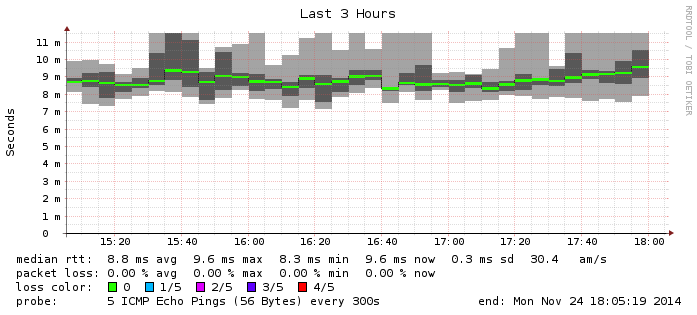 Last 3 Hours
RRDTOOL / TOBI OETIKER
Seconds
11 m
10 m
9 m
8 m
7 m
6 m
5 m
4 m
3 m
2 m
1 m
0
15:20 15:40 16:00 16:20 16:40 17:00 17:20 17:40 18:00
median rtt: 8.8 ms avg 9.6 ms max 8.3 ms min 9.6 ms now 0.3 ms sd 30.4 am/s
packet loss: 0.00 % avg 0.00 % max 0.00 % min 0.00 % now
loss color: 0 1/5 2/5 3/5 4/5
probe: 5 ICMP Echo Pings (56 Bytes) every 300s end: Mon Nov 24 18:05:19 2014